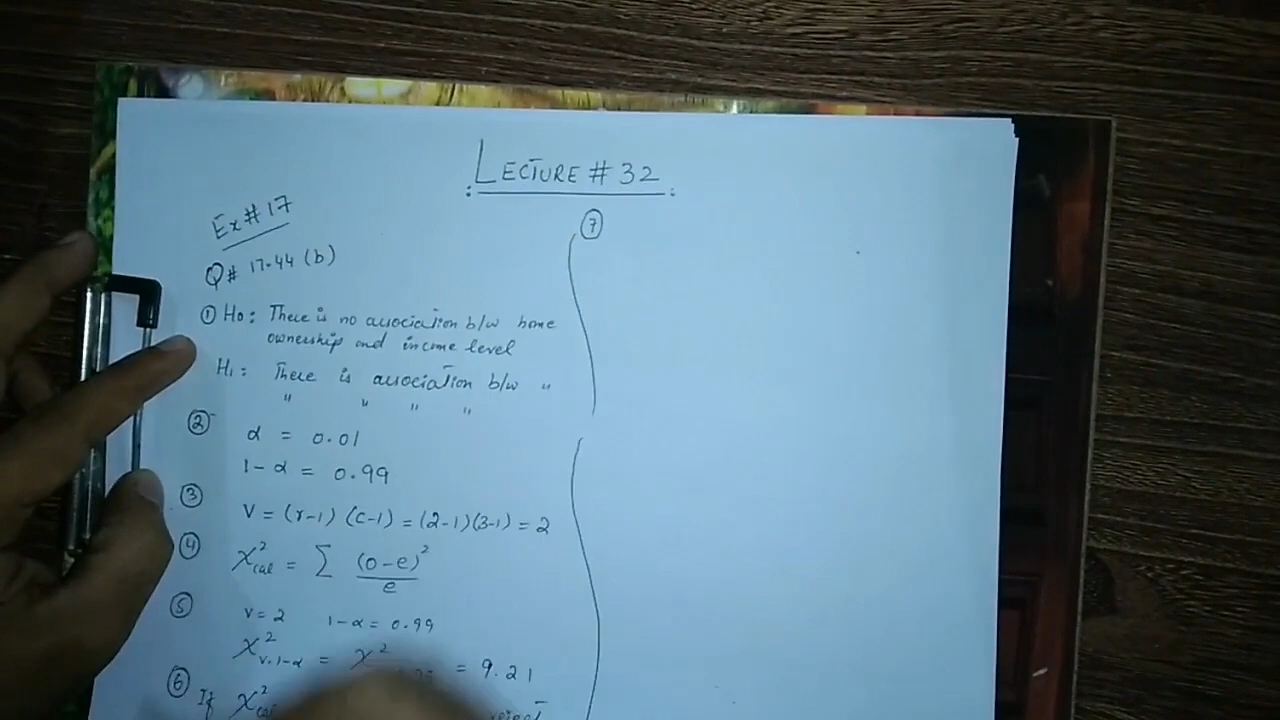 LECTURE # 32
Ex # 17
Q# 17.44 (b)
① H₀: There is no association b/w home
ownership and income level
H₁: There is association b/w "
" " " "
②
α = 0.01
1-α = 0.99
③
V = (r-1) (c-1) = (2-1)(3-1) = 2
④
χ²cal = Σ (o-e)²/e
⑤
V=2 1-α = 0.99
χ²v,1-α = χ² = 9.21
⑥ If χ²cal
⑦